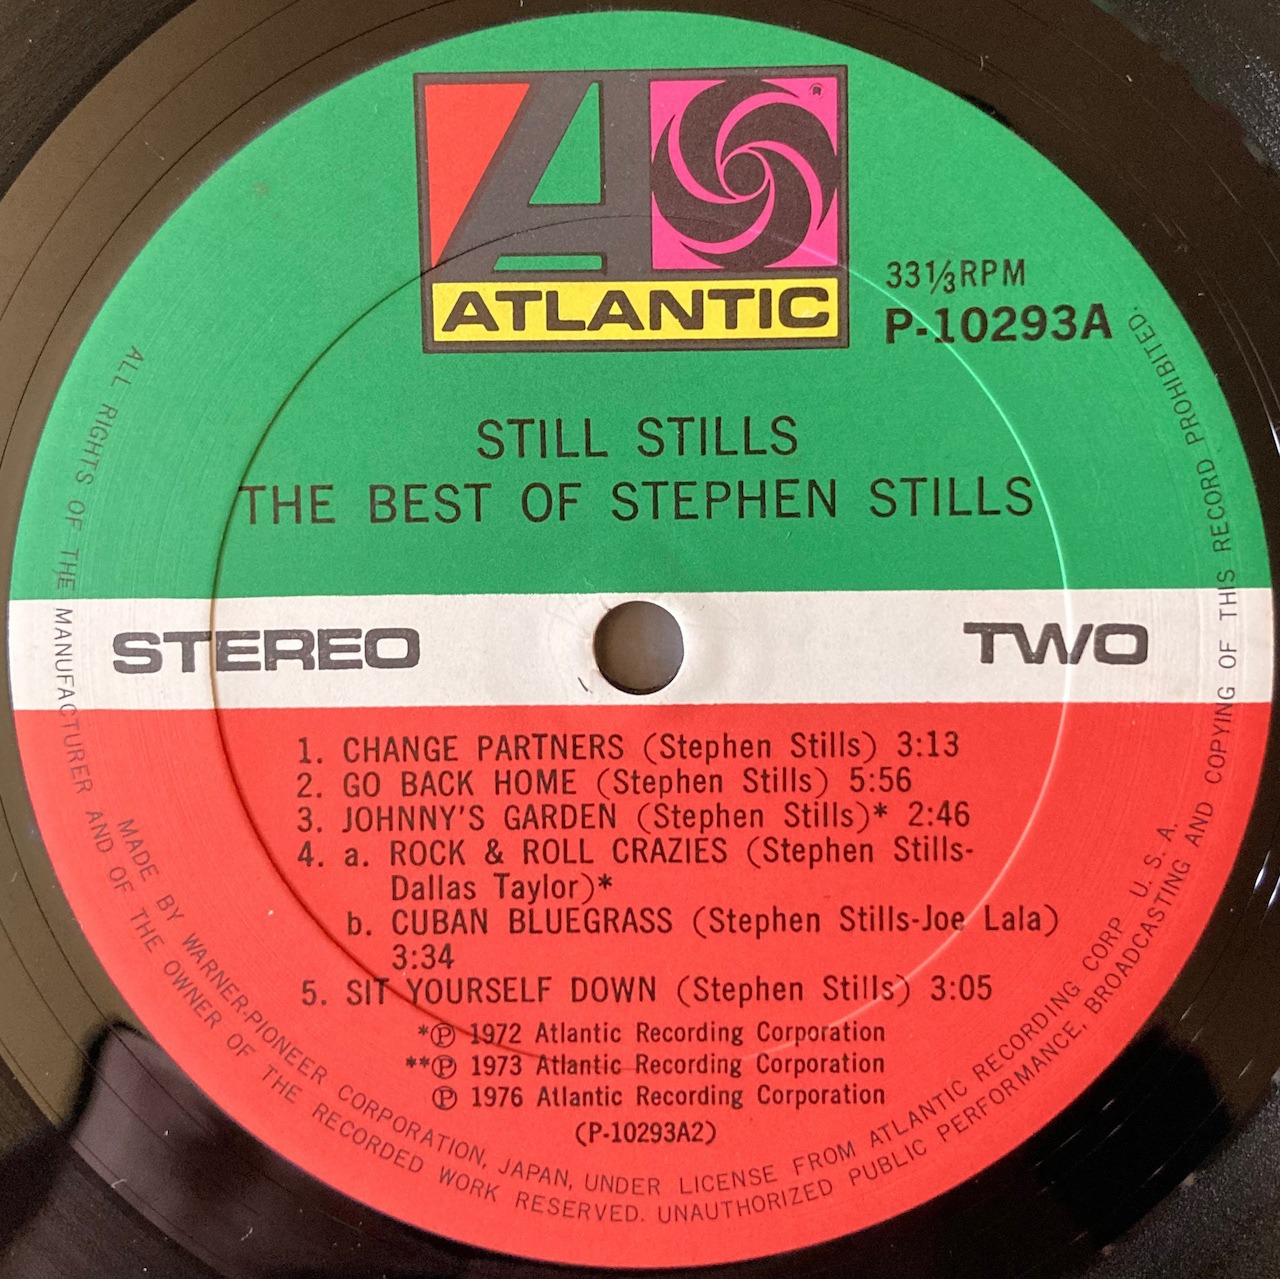 ATLANTIC
33⅓RPM
P-10293A
STILL STILLS
THE BEST OF STEPHEN STILLS
STEREO
TWO
1. CHANGE PARTNERS (Stephen Stills) 3:13
2. GO BACK HOME (Stephen Stills) 5:56
3. JOHNNY'S GARDEN (Stephen Stills)* 2:46
4. a. ROCK & ROLL CRAZIES (Stephen Stills-
Dallas Taylor)*
b. CUBAN BLUEGRASS (Stephen Stills-Joe Lala)
3:34
5. SIT YOURSELF DOWN (Stephen Stills) 3:05
*℗ 1972 Atlantic Recording Corporation
**℗ 1973 Atlantic Recording Corporation
℗ 1976 Atlantic Recording Corporation
(P-10293A2)
MADE BY WARNER-PIONEER CORPORATION, JAPAN, UNDER LICENSE FROM ATLANTIC RECORDING CORP. U. S. A.
ALL RIGHTS OF THE MANUFACTURER AND OF THE OWNER OF THE RECORDED WORK RESERVED. UNAUTHORIZED PUBLIC PERFORMANCE, BROADCASTING AND COPYING OF THIS RECORD PROHIBITED.